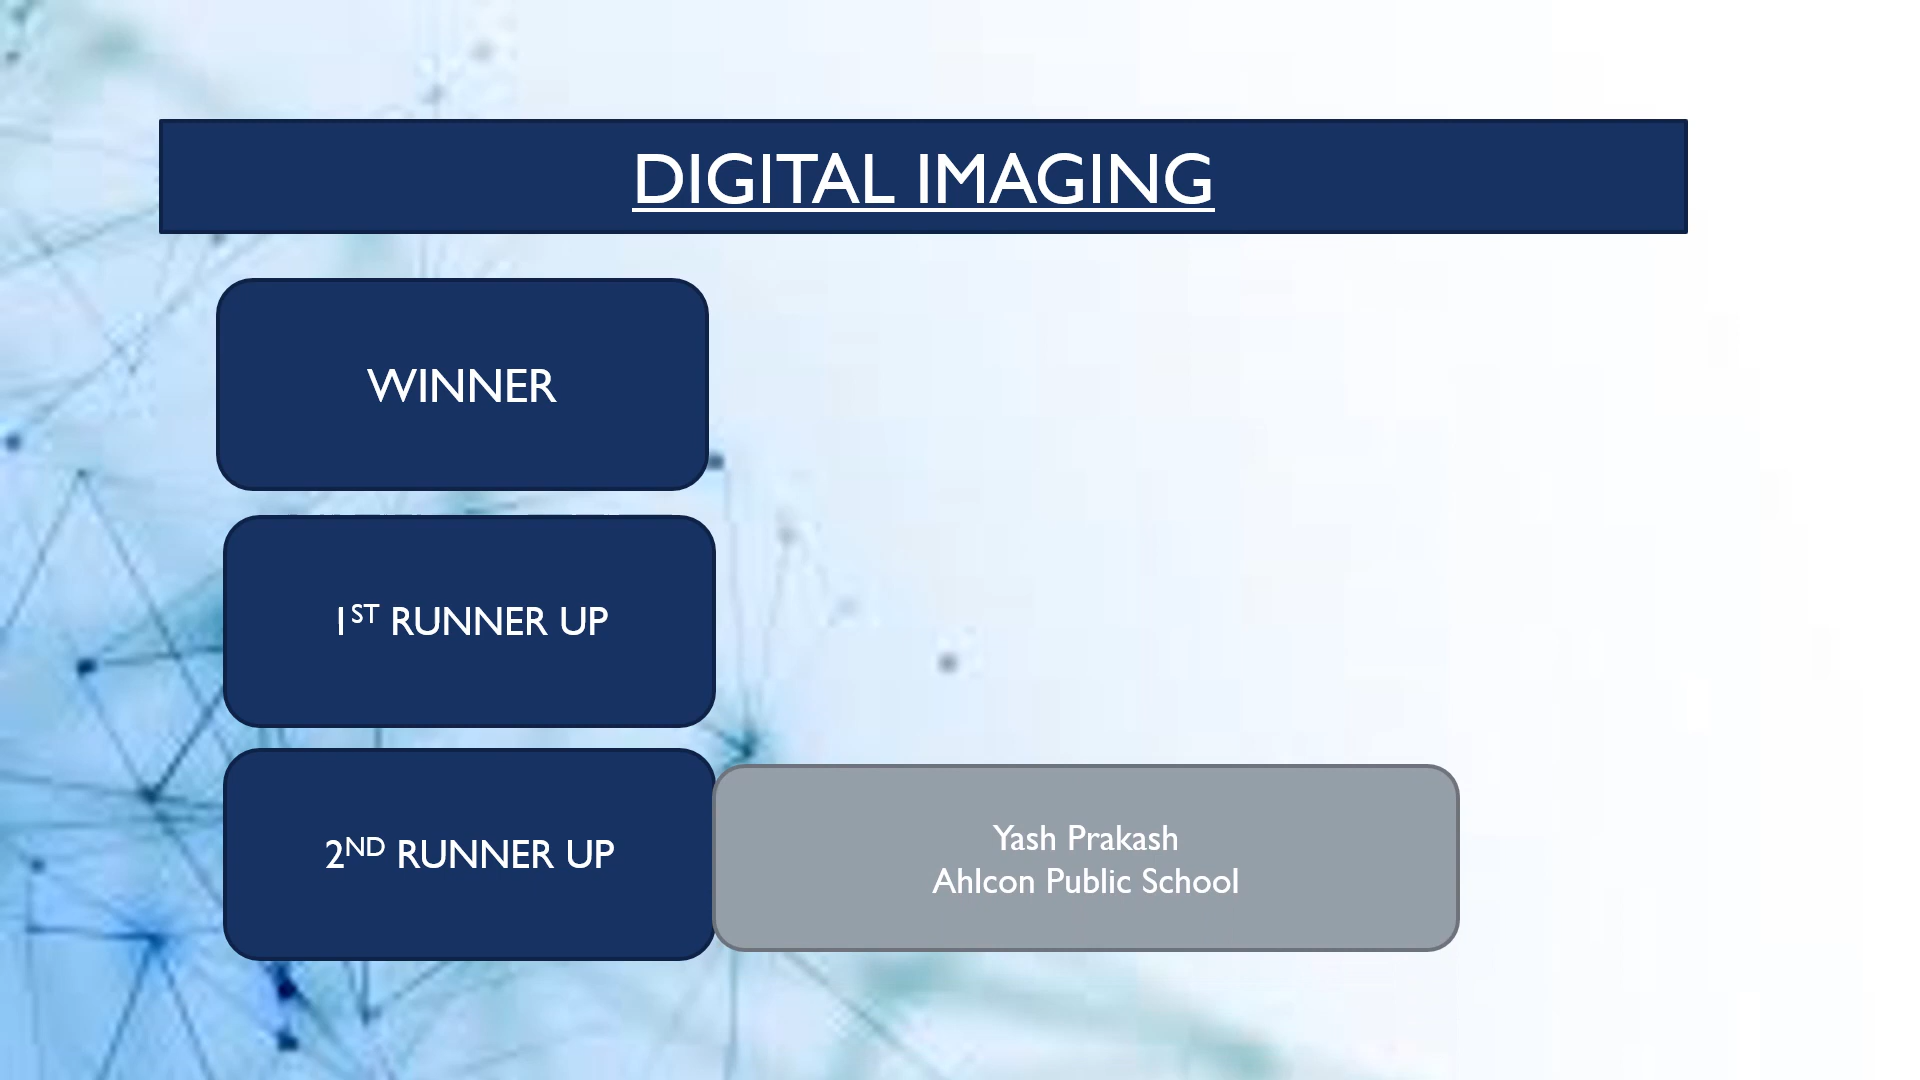 DIGITAL IMAGING
WINNER
1ST RUNNER UP
2ND RUNNER UP
Yash Prakash
Ahlcon Public School